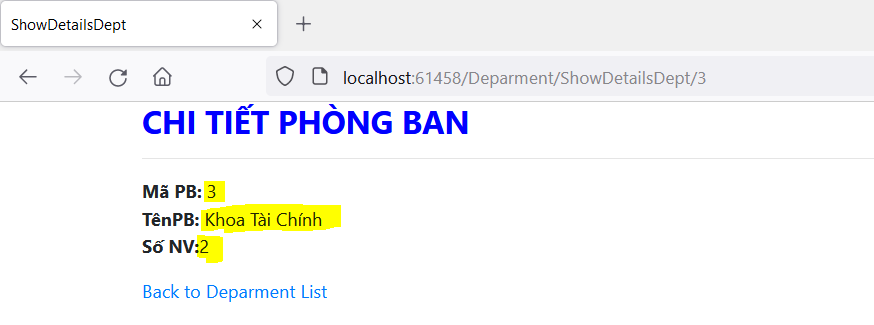 ShowDetailsDept
localhost:61458/Deparment/ShowDetailsDept/3
CHI TIẾT PHÒNG BAN
Mã PB: 3
TênPB: Khoa Tài Chính
Số NV:2
Back to Deparment List